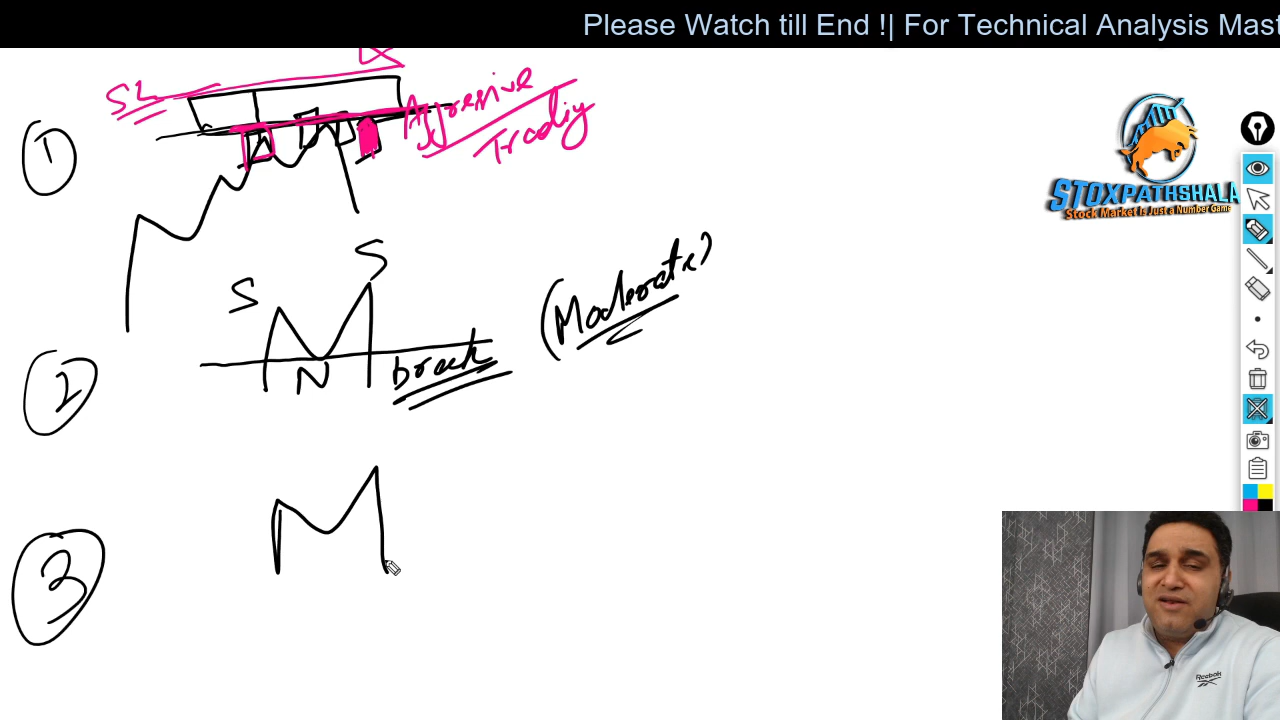 Please Watch till End !| For Technical Analysis Mast
SL
Aggressive
Trading
1
STOXPATHSHALA
Stock Market Is Just a Number Game
S
S
(Moderate)
2
N
break
3
Reebok